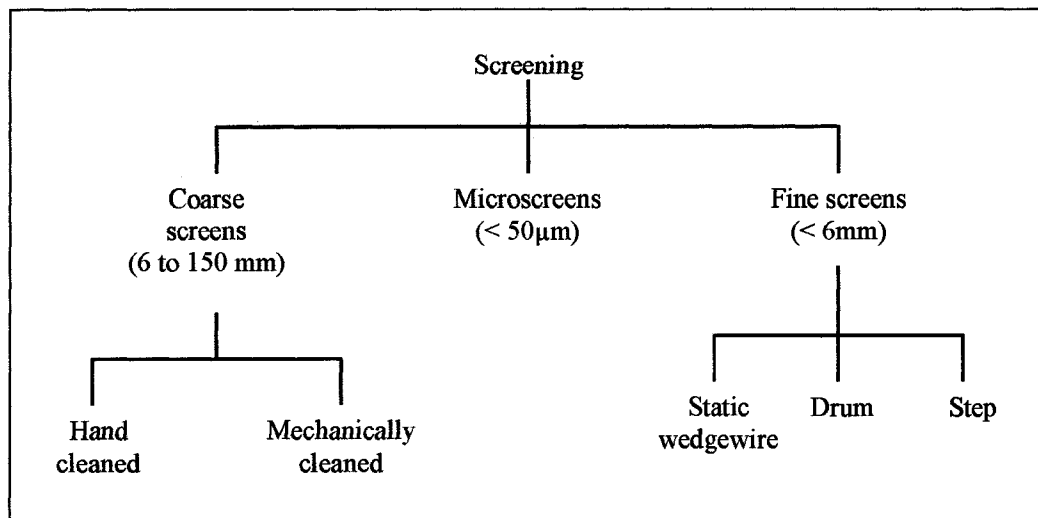 Screening
Coarse
screens
(6 to 150 mm)
Microscreens
(< 50µm)
Fine screens
(< 6mm)
Hand
cleaned
Mechanically
cleaned
Static
wedgewire
Drum
Step